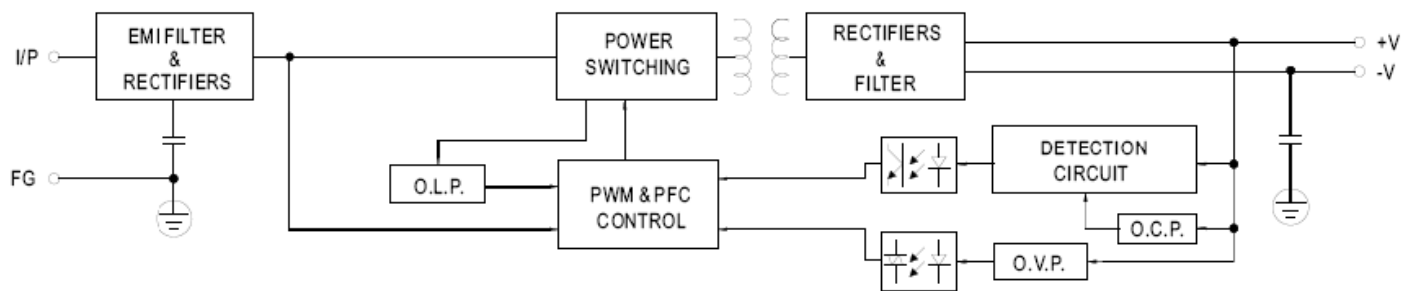 I/P
EMI FILTER
&
RECTIFIERS
POWER
SWITCHING
RECTIFIERS
&
FILTER
+V
-V
FG
O.L.P.
PWM & PFC
CONTROL
DETECTION
CIRCUIT
O.C.P.
O.V.P.